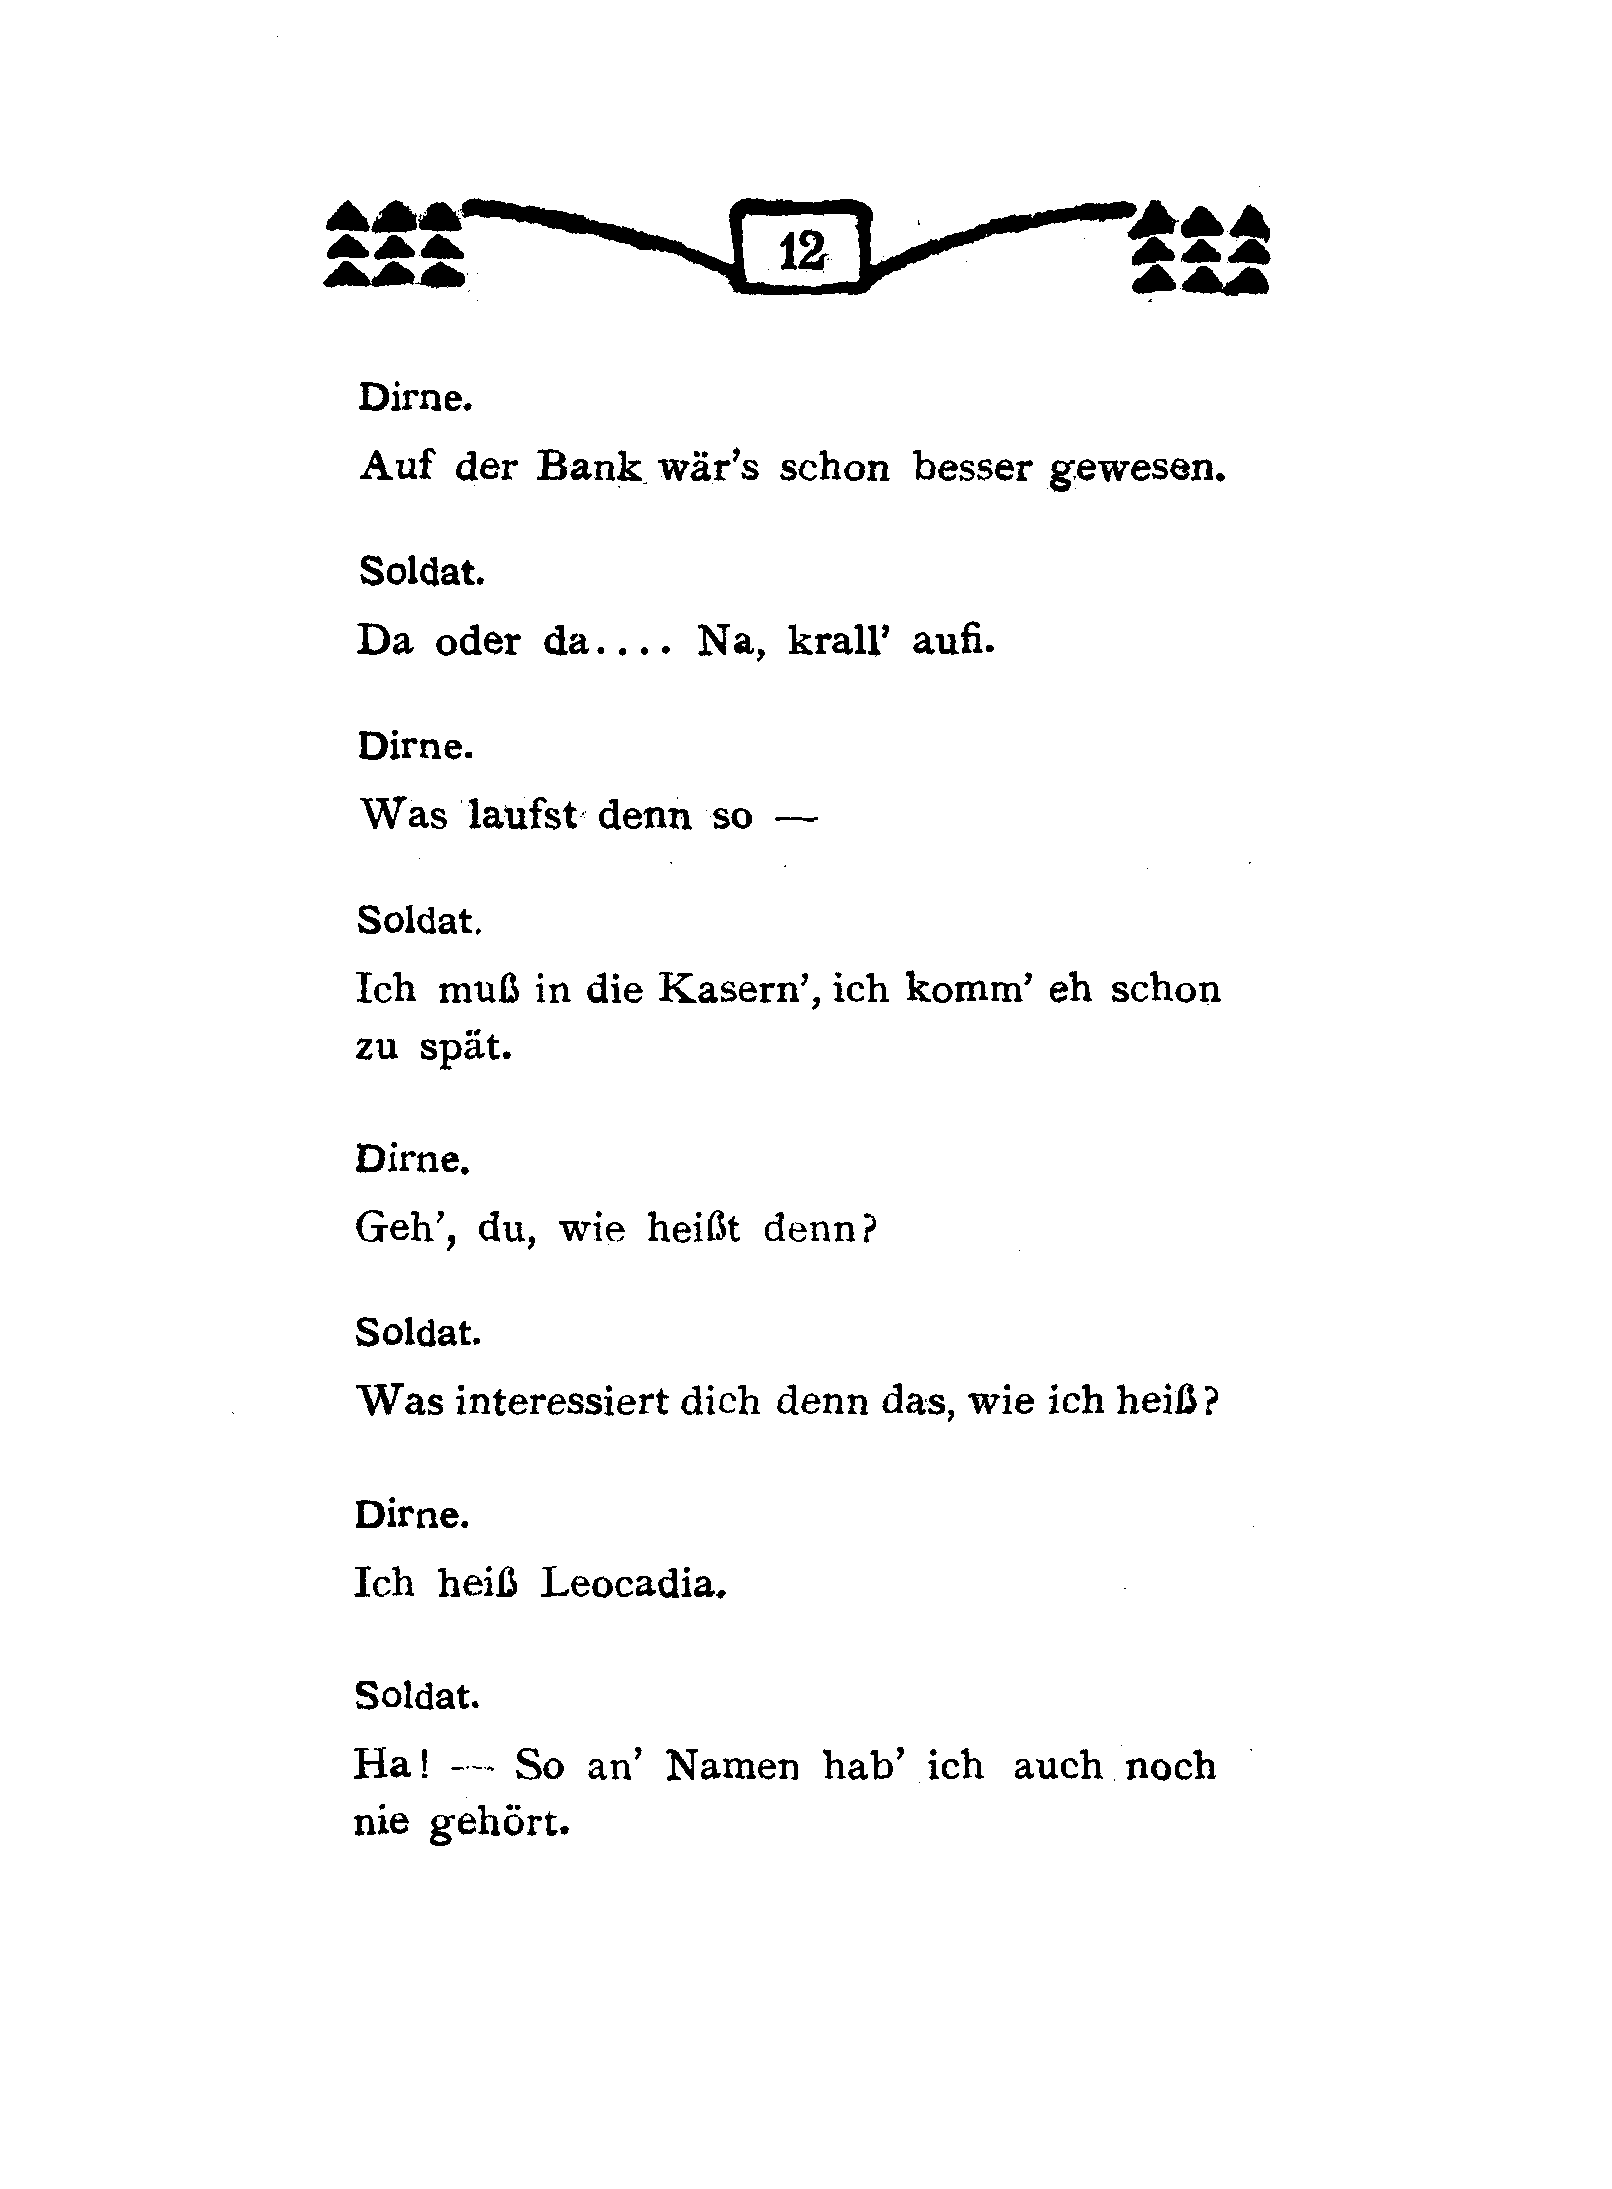 12
Dirne.
Auf der Bank wär's schon besser gewesen.
Soldat.
Da oder da.... Na, krall' aufi.
Dirne.
Was laufst denn so —
Soldat.
Ich muß in die Kasern', ich komm' eh schon
zu spät.
Dirne.
Geh', du, wie heißt denn?
Soldat.
Was interessiert dich denn das, wie ich heiß?
Dirne.
Ich heiß Leocadia.
Soldat.
Ha! — So an' Namen hab' ich auch noch
nie gehört.